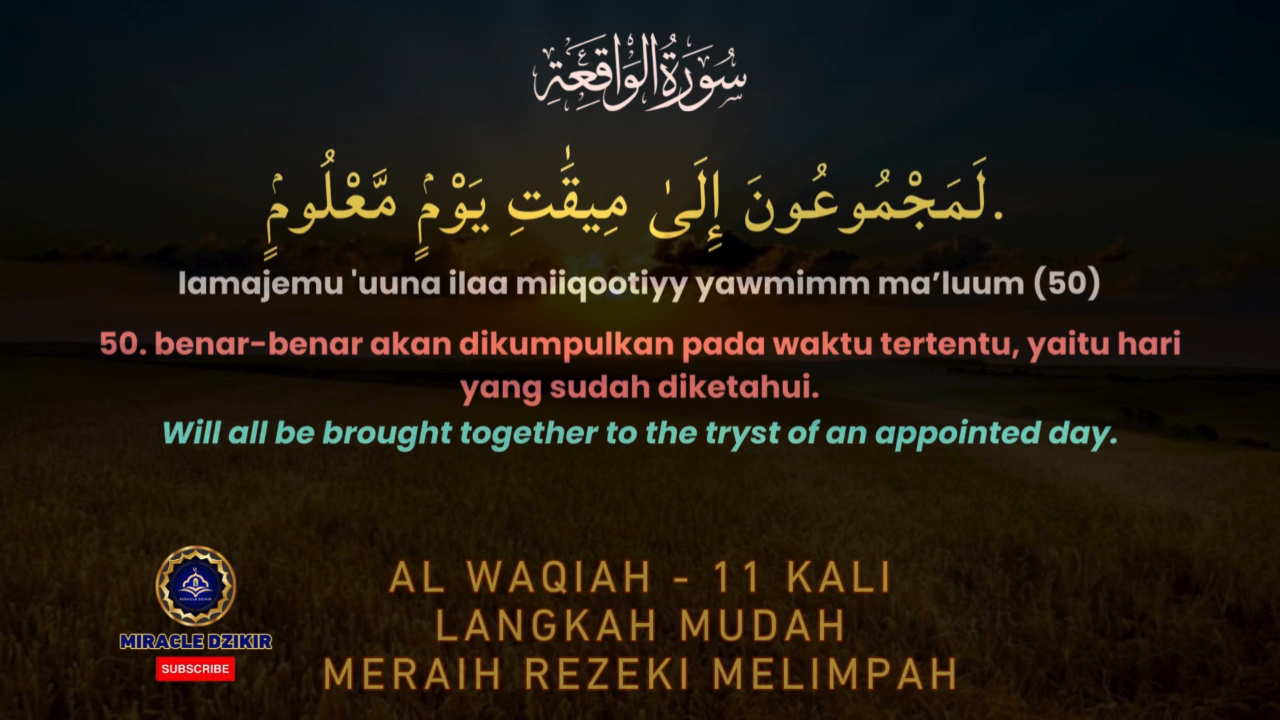 سُورَةُ الوَاقِعَةِ
لَمَجْمُوعُونَ إِلَىٰ مِيقَٰتِ يَوْمٍۢ مَّعْلُومٍۢ.
lamajemu 'uuna ilaa miiqootiyy yawmimm ma’luum (50)
50. benar-benar akan dikumpulkan pada waktu tertentu, yaitu hari
yang sudah diketahui.
Will all be brought together to the tryst of an appointed day.
AL WAQIAH - 11 KALI
LANGKAH MUDAH
MERAIH REZEKI MELIMPAH
MIRACLE DZIKIR
MIRACLE DZIKIR
SUBSCRIBE